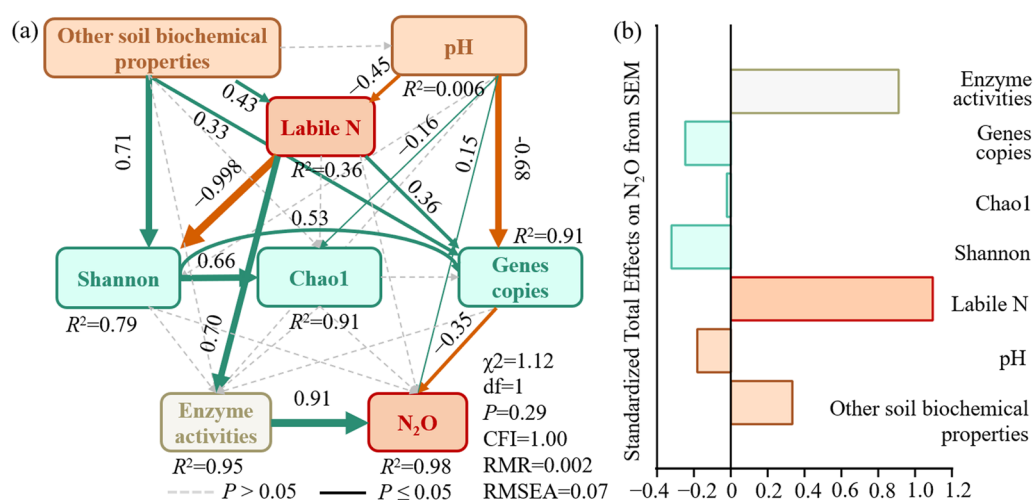 (a)
Other soil biochemical
properties
pH
R²=0.006
0.43
−0.45
Labile N
R²=0.36
0.33
−0.16
0.15
0.71
−0.998
0.36
-0.68
0.53
R²=0.91
Shannon
0.66
Chao1
Genes
copies
R²=0.79
R²=0.91
0.70
−0.35
χ2=1.12
df=1
P=0.29
CFI=1.00
RMR=0.002
RMSEA=0.07
Enzyme
activities
0.91
N₂O
R²=0.95
R²=0.98
P > 0.05
P ≤ 0.05
(b)
Standardized Total Effects on N₂O from SEM
Enzyme
activities
Genes
copies
Chao1
Shannon
Labile N
pH
Other soil biochemical
properties
−0.4 −0.2 0 0.2 0.4 0.6 0.8 1.0 1.2